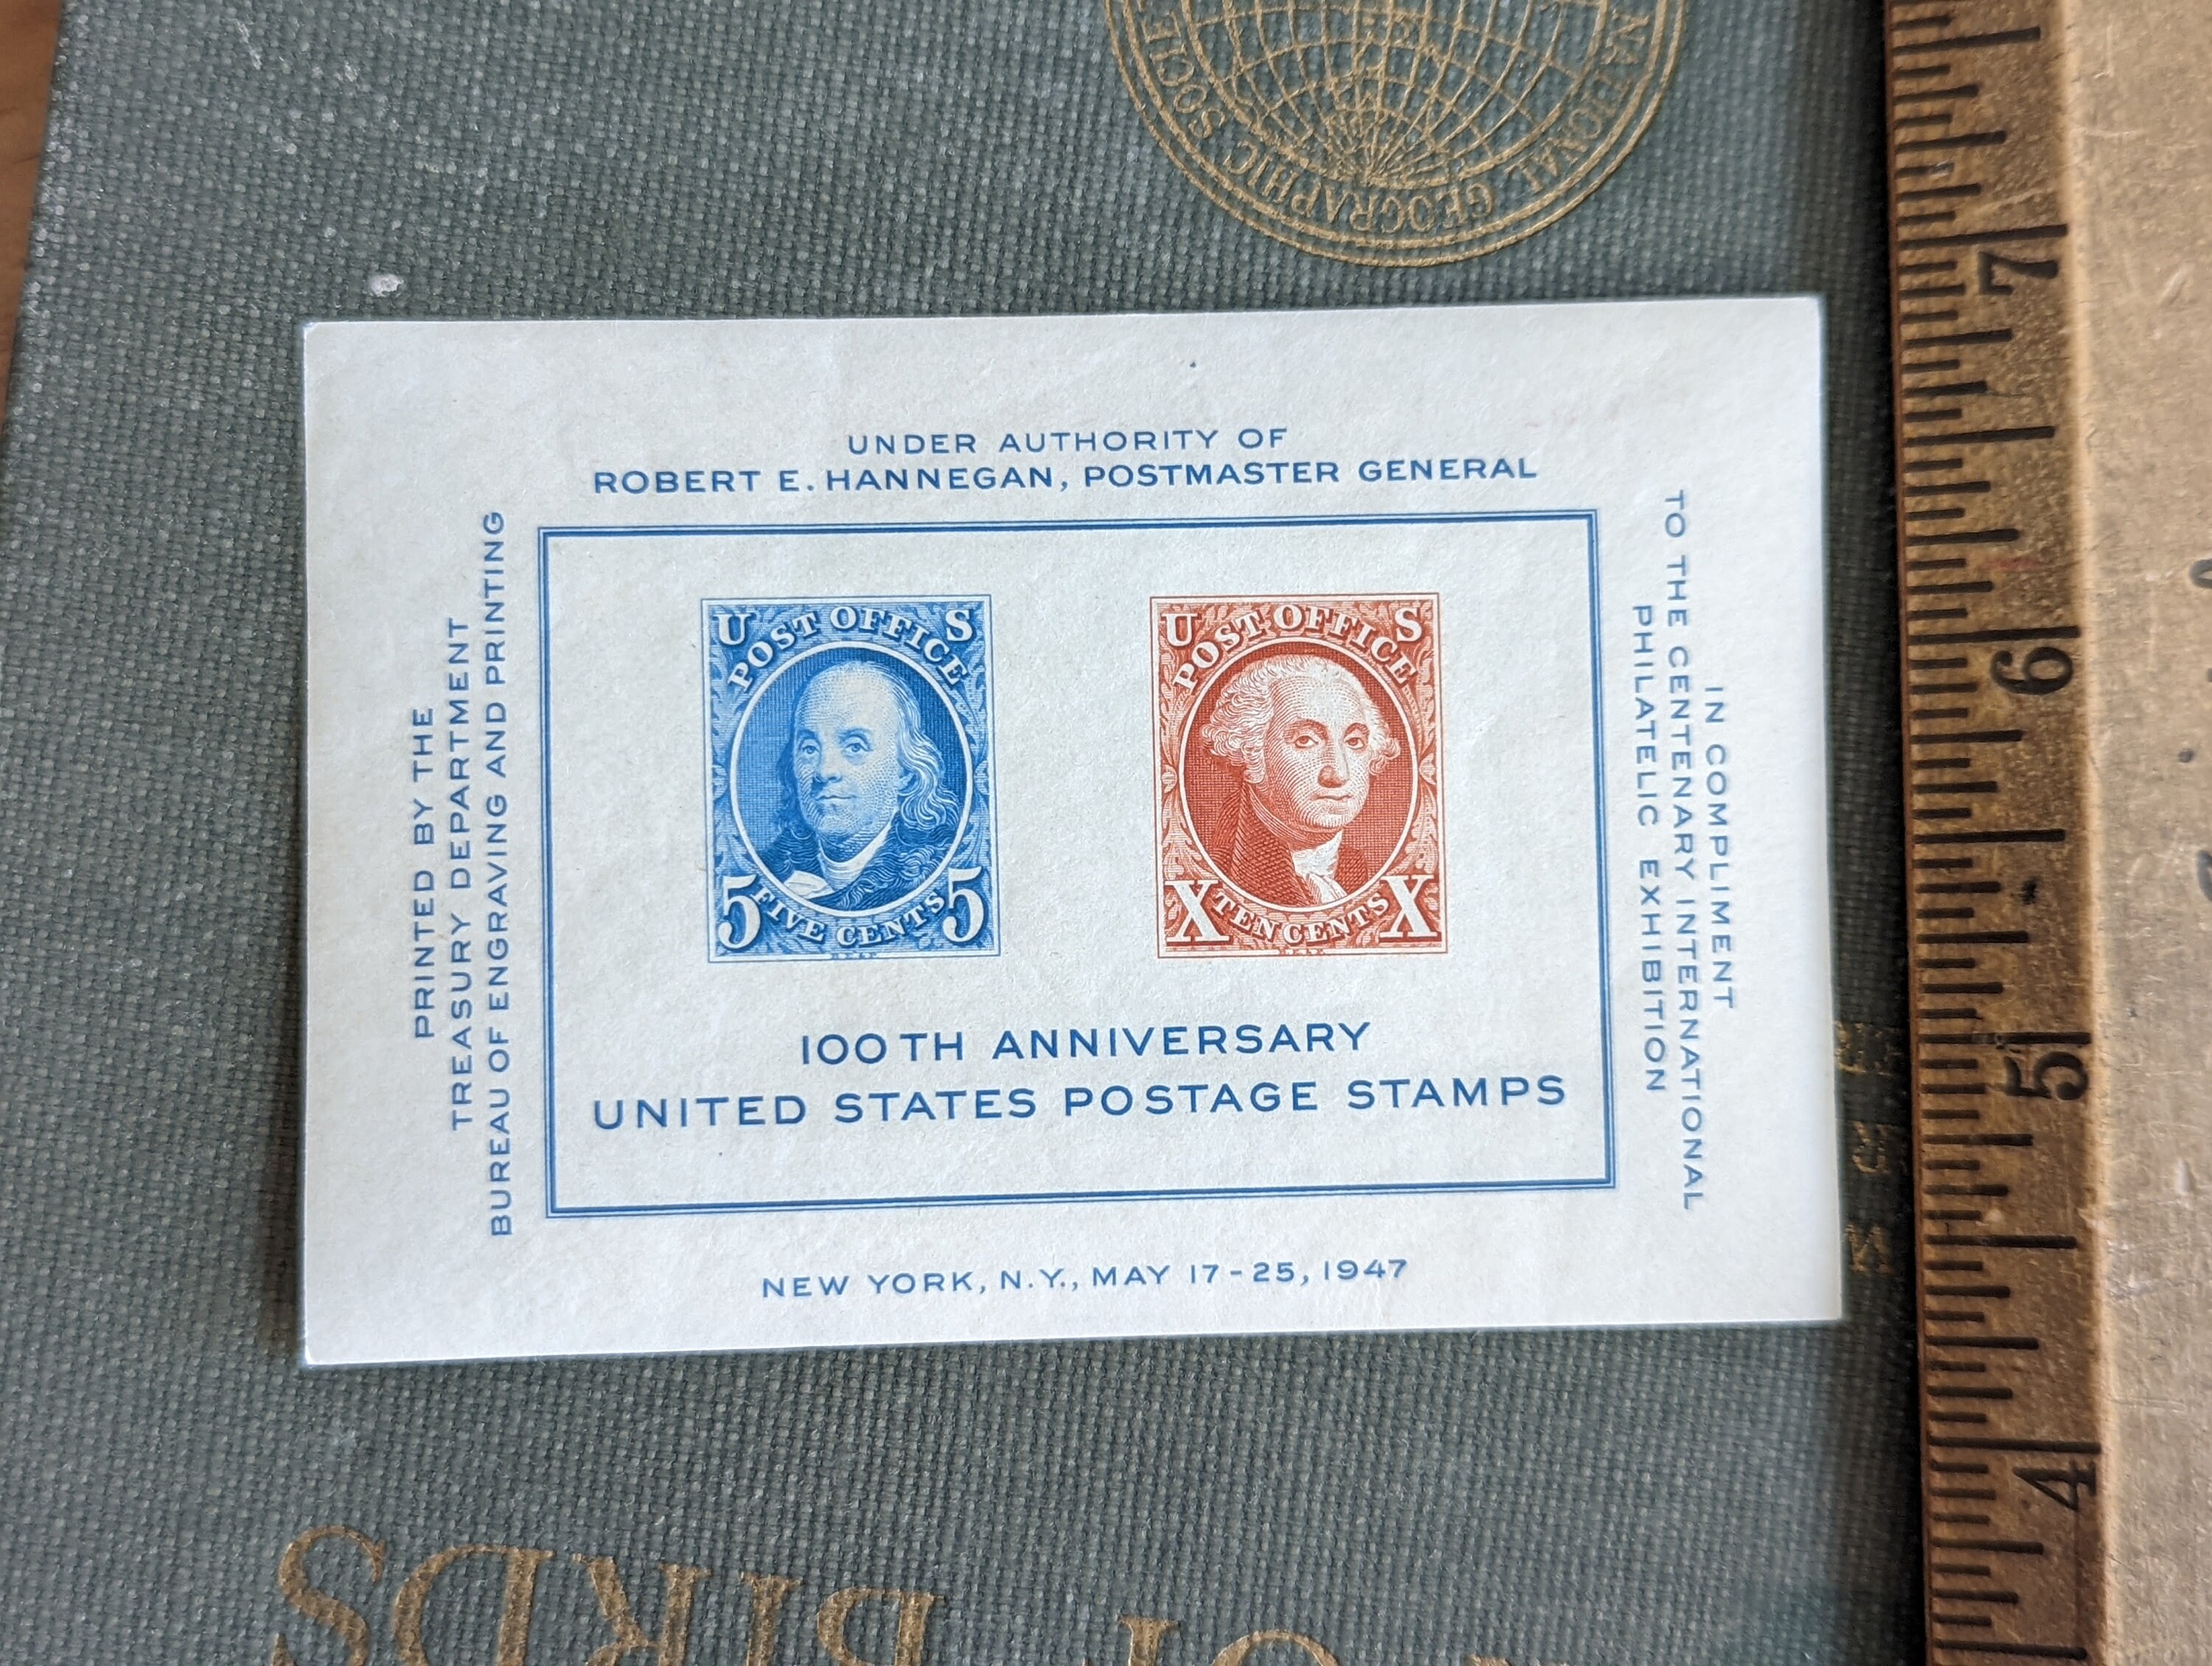 NATIONAL GEOGRAPHIC SOCIE
UNDER AUTHORITY OF
ROBERT E. HANNEGAN, POSTMASTER GENERAL
PRINTED BY THE
TREASURY DEPARTMENT
BUREAU OF ENGRAVING AND PRINTING
U S
POST OFFICE
5 FIVE CENTS 5
U S
POST OFFICE
X TEN CENTS X
100TH ANNIVERSARY
UNITED STATES POSTAGE STAMPS
IN COMPLIMENT
TO THE CENTENARY INTERNATIONAL
PHILATELIC EXHIBITION
NEW YORK, N.Y., MAY 17-25, 1947
7
6
5
4
BIRDS